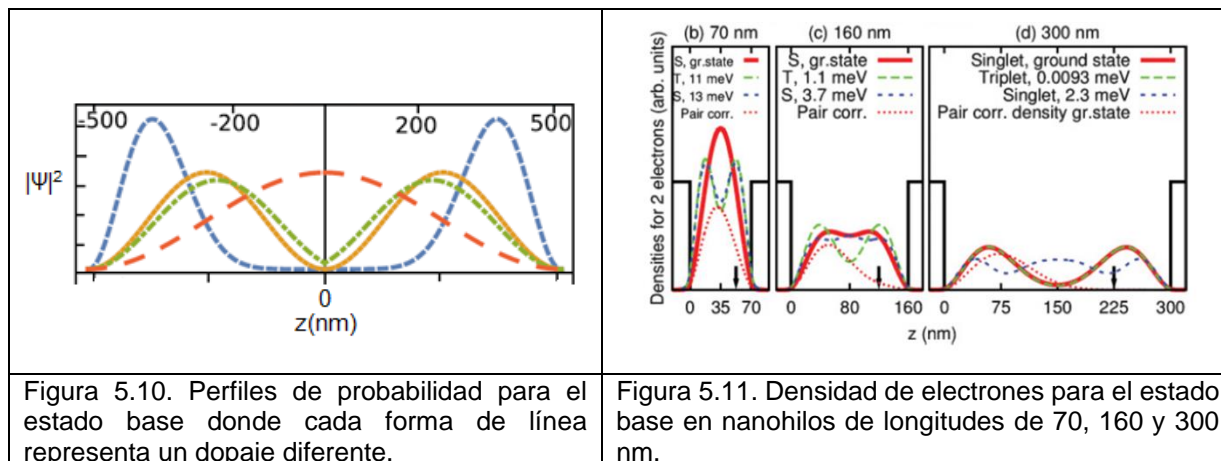 -500 -200 200 500
|Ψ|²
0
z(nm)
Densities for 2 electrons (arb. units)
(b) 70 nm (c) 160 nm (d) 300 nm
S, gr.state
T, 11 meV
S, 13 meV
Pair corr.
S, gr.state
T, 1.1 meV
S, 3.7 meV
Pair corr.
Singlet, ground state
Triplet, 0.0093 meV
Singlet, 2.3 meV
Pair corr. density gr.state
0 35 70 0 80 160 0 75 150 225 300
z (nm)
Figura 5.10. Perfiles de probabilidad para el
estado base donde cada forma de línea
representa un dopaje diferente.
Figura 5.11. Densidad de electrones para el estado
base en nanohilos de longitudes de 70, 160 y 300
nm.